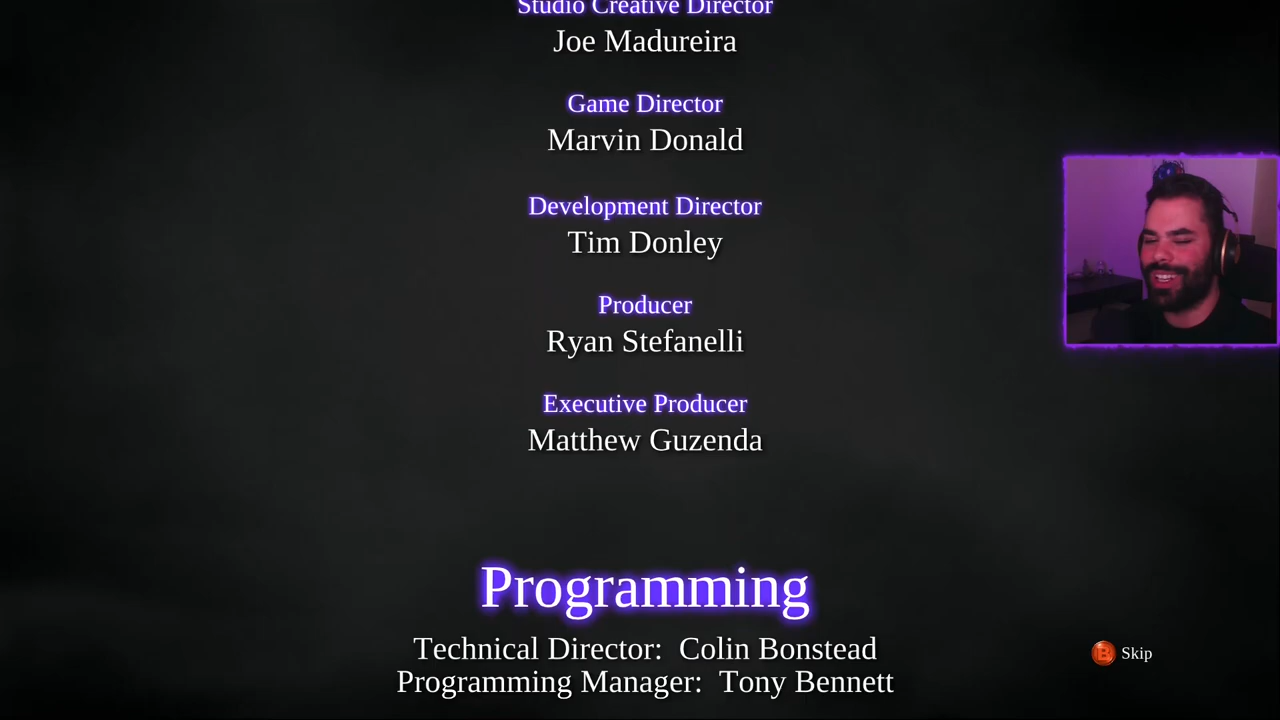 Studio Creative Director
Joe Madureira
Game Director
Marvin Donald
Development Director
Tim Donley
Producer
Ryan Stefanelli
Executive Producer
Matthew Guzenda
Programming
Technical Director: Colin Bonstead
Programming Manager: Tony Bennett
B Skip